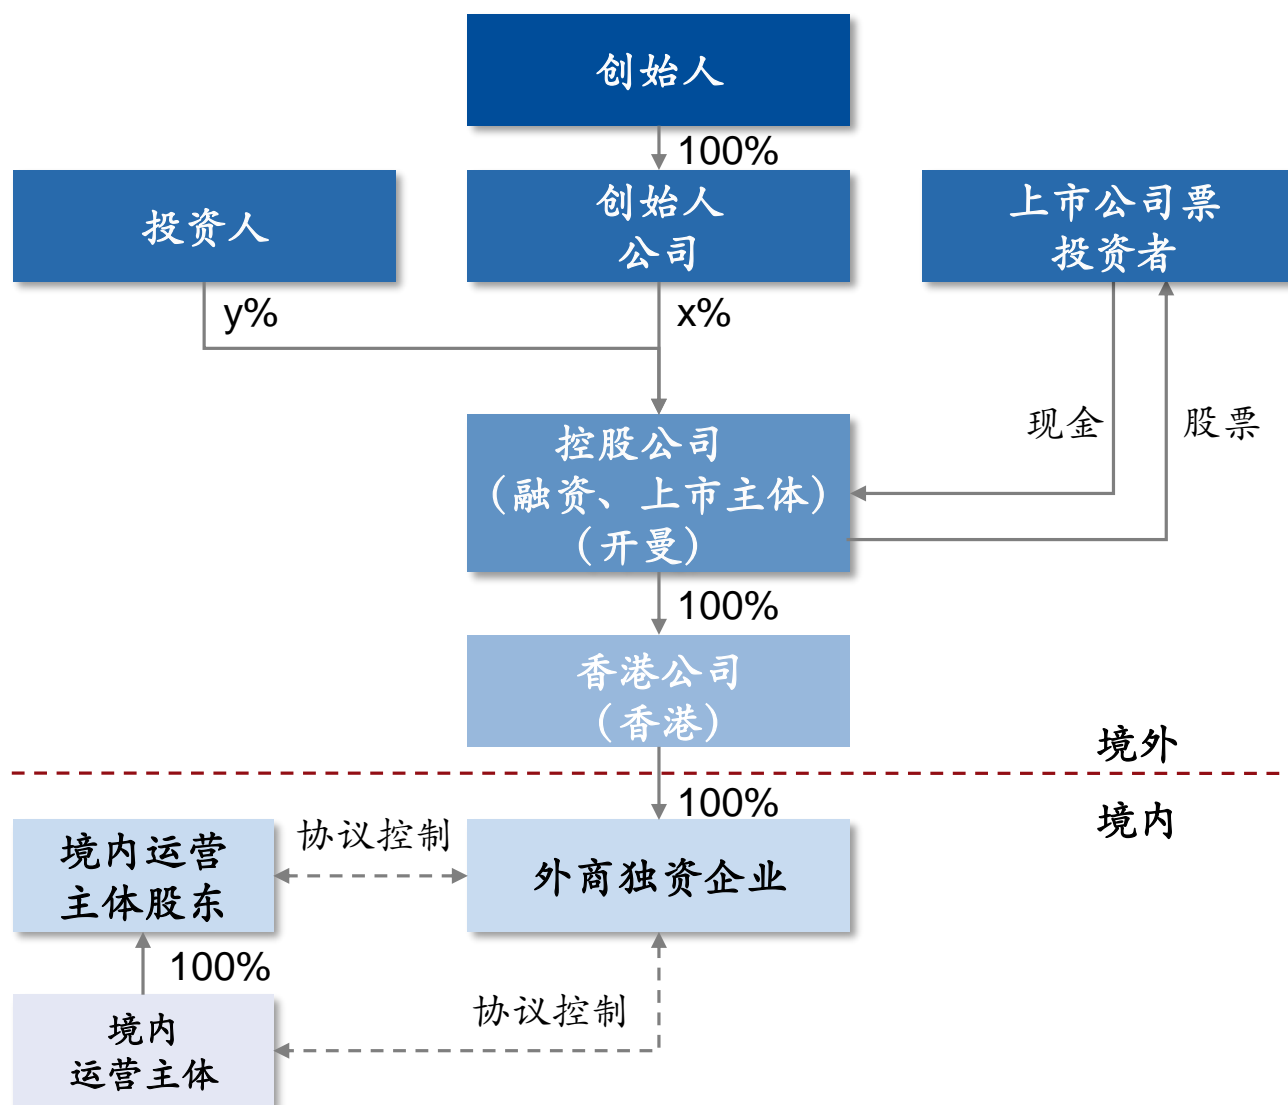 创始人
100%
投资人
创始人
公司
上市公司票
投资者
y%
x%
现金
股票
控股公司
（融资、上市主体）
（开曼）
100%
香港公司
（香港）
境外
100%
境内
境内运营
主体股东
协议控制
外商独资企业
100%
协议控制
境内
运营主体